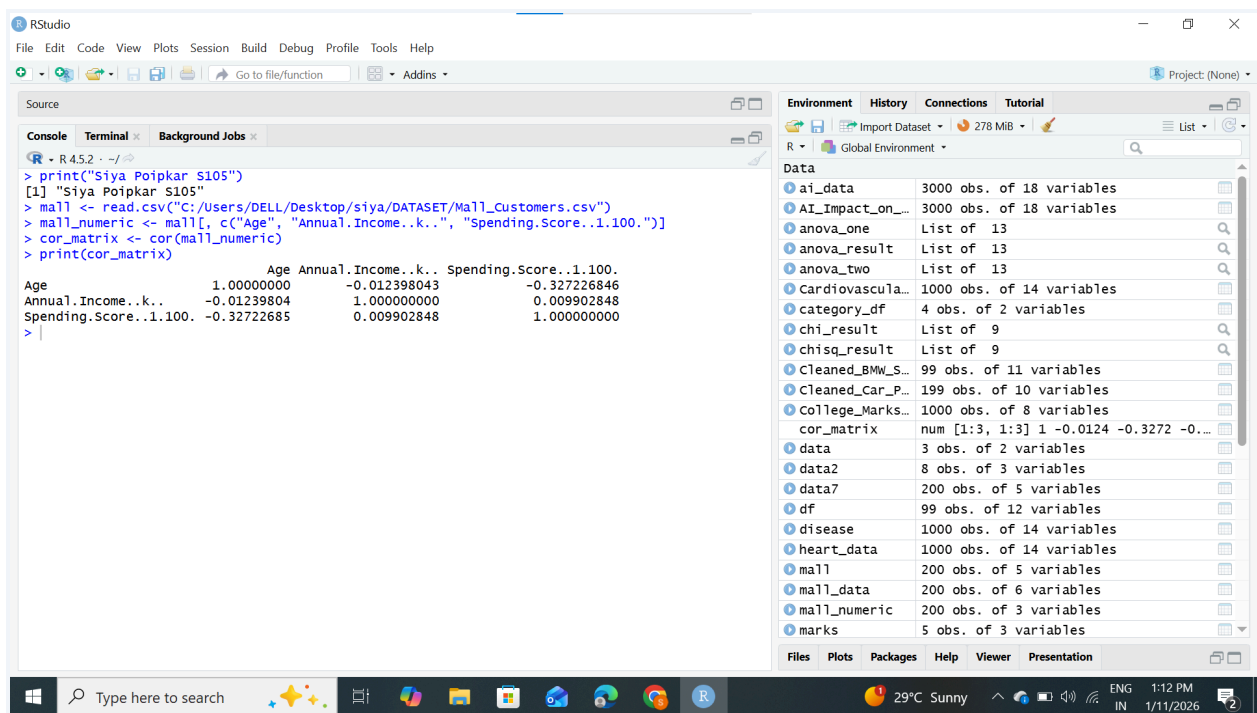 RStudio
File Edit Code View Plots Session Build Debug Profile Tools Help
Go to file/function
Addins
Project: (None)
Source
Console Terminal Background Jobs
R 4.5.2 · ~/
> print("Siya Poipkar S105")
[1] "Siya Poipkar S105"
> mall <- read.csv("C:/Users/DELL/Desktop/siya/DATASET/Mall_Customers.csv")
> mall_numeric <- mall[, c("Age", "Annual.Income..k..", "Spending.Score..1.100.")]
> cor_matrix <- cor(mall_numeric)
> print(cor_matrix)
Age Annual.Income..k.. Spending.Score..1.100.
Age 1.00000000 -0.012398043 -0.327226846
Annual.Income..k.. -0.01239804 1.000000000 0.009902848
Spending.Score..1.100. -0.32722685 0.009902848 1.000000000
>
Environment History Connections Tutorial
Import Dataset 278 MiB List
R Global Environment
Data
ai_data 3000 obs. of 18 variables
AI_Impact_on_… 3000 obs. of 18 variables
anova_one List of 13
anova_result List of 13
anova_two List of 13
Cardiovascula… 1000 obs. of 14 variables
category_df 4 obs. of 2 variables
chi_result List of 9
chisq_result List of 9
Cleaned_BMW_S… 99 obs. of 11 variables
Cleaned_Car_P… 199 obs. of 10 variables
College_Marks… 1000 obs. of 8 variables
cor_matrix num [1:3, 1:3] 1 -0.0124 -0.3272 -0.…
data 3 obs. of 2 variables
data2 8 obs. of 3 variables
data7 200 obs. of 5 variables
df 99 obs. of 12 variables
disease 1000 obs. of 14 variables
heart_data 1000 obs. of 14 variables
mall 200 obs. of 5 variables
mall_data 200 obs. of 6 variables
mall_numeric 200 obs. of 3 variables
marks 5 obs. of 3 variables
Files Plots Packages Help Viewer Presentation
Type here to search
29°C Sunny
ENG
IN
1:12 PM
1/11/2026
2